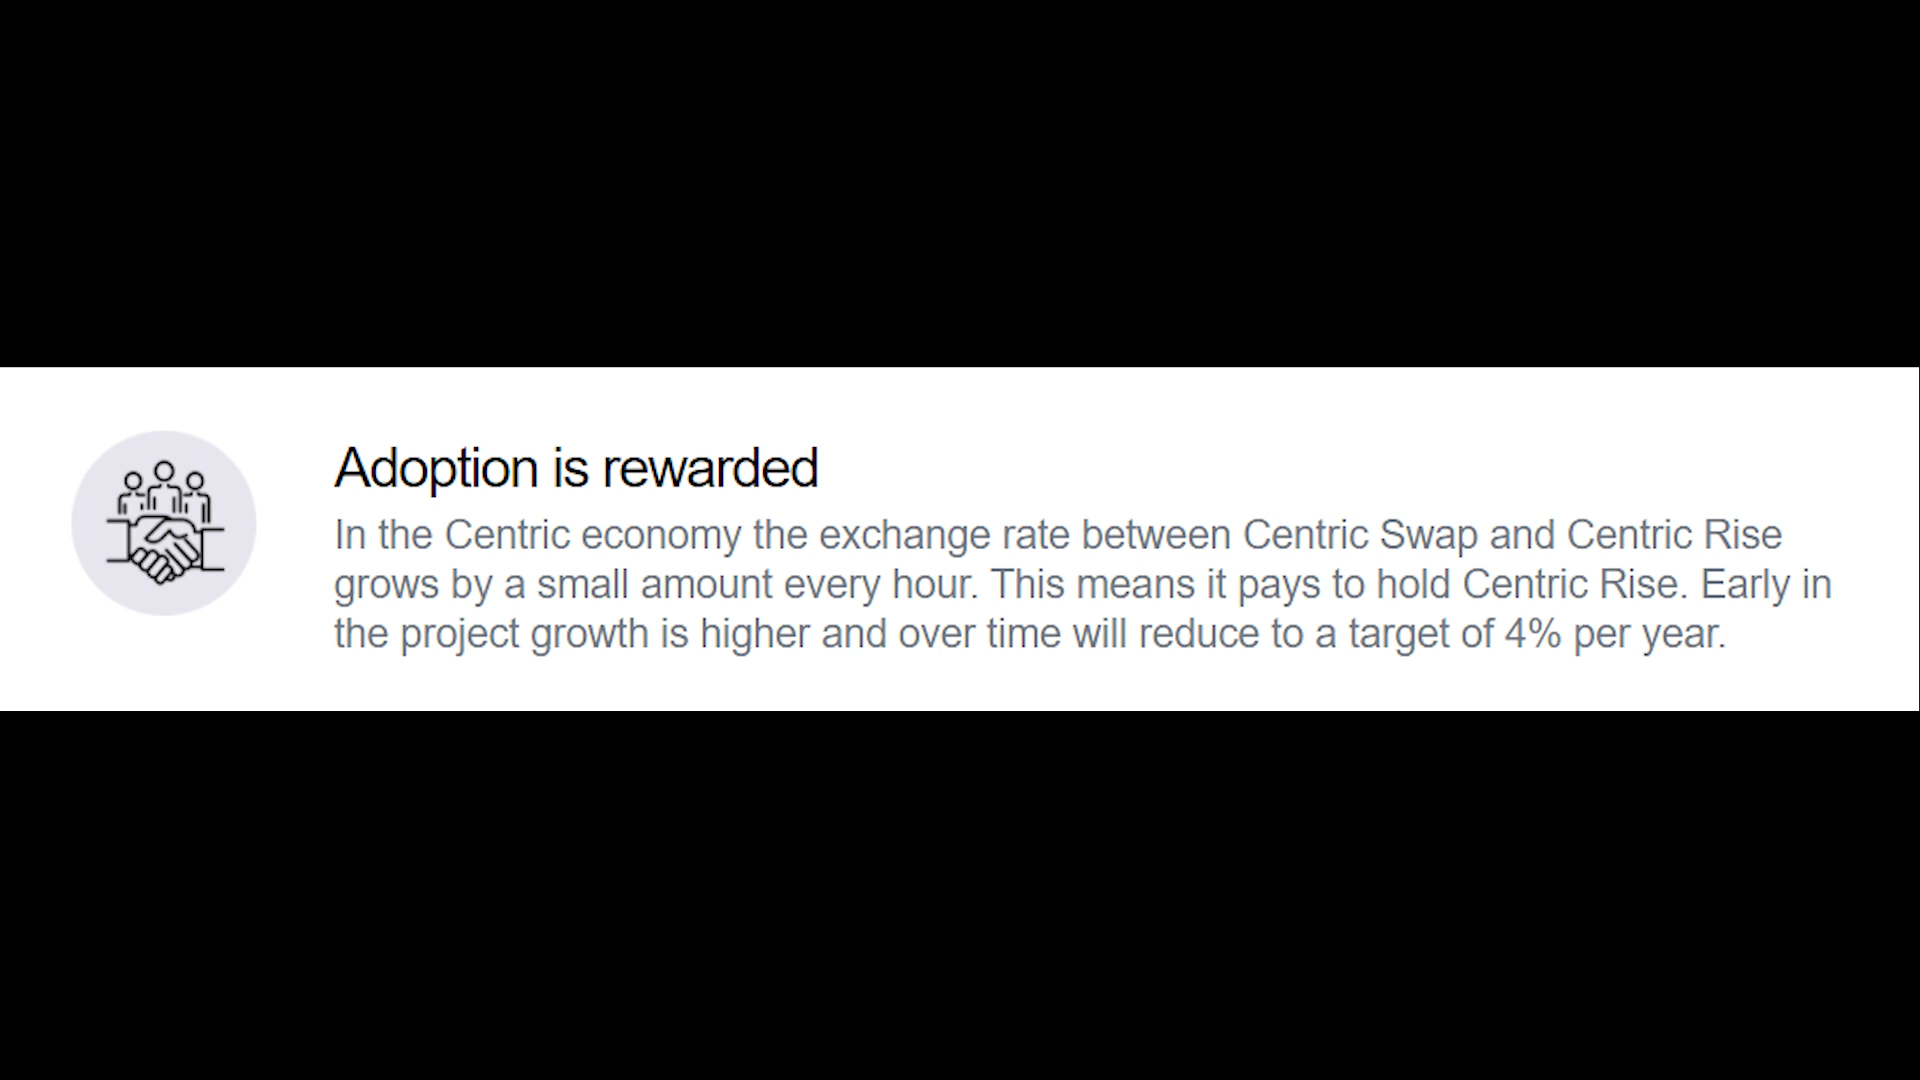 Adoption is rewarded
In the Centric economy the exchange rate between Centric Swap and Centric Rise
grows by a small amount every hour. This means it pays to hold Centric Rise. Early in
the project growth is higher and over time will reduce to a target of 4% per year.